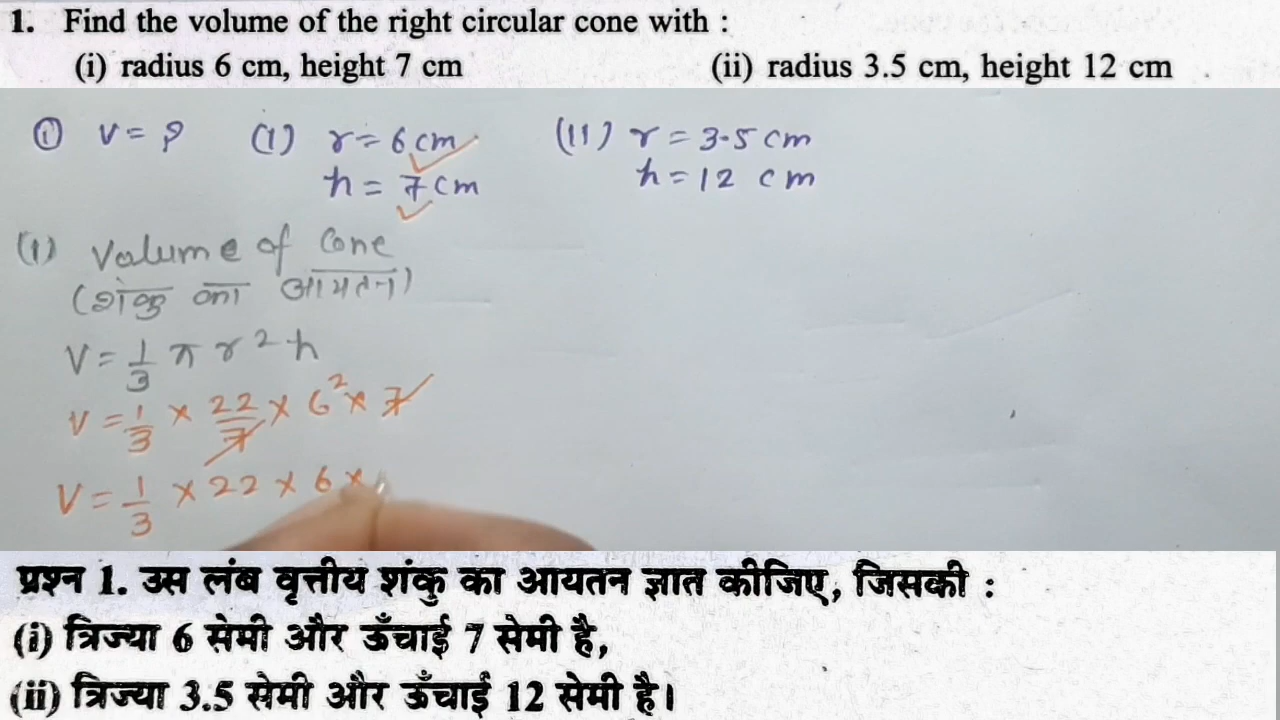 1. Find the volume of the right circular cone with :
(i) radius 6 cm, height 7 cm (ii) radius 3.5 cm, height 12 cm
① V = ? (I) r = 6 cm (II) r = 3.5 cm
h = 7 cm h = 12 cm
(I) Volume of Cone
(शंकु का आयतन)
V = 1/3 π r² h
V = 1/3 × 22/7 × 6² × 7
V = 1/3 × 22 × 6 ×
प्रश्न 1. उस लंब वृत्तीय शंकु का आयतन ज्ञात कीजिए, जिसकी :
(i) त्रिज्या 6 सेमी और ऊँचाई 7 सेमी है,
(ii) त्रिज्या 3.5 सेमी और ऊँचाई 12 सेमी है।